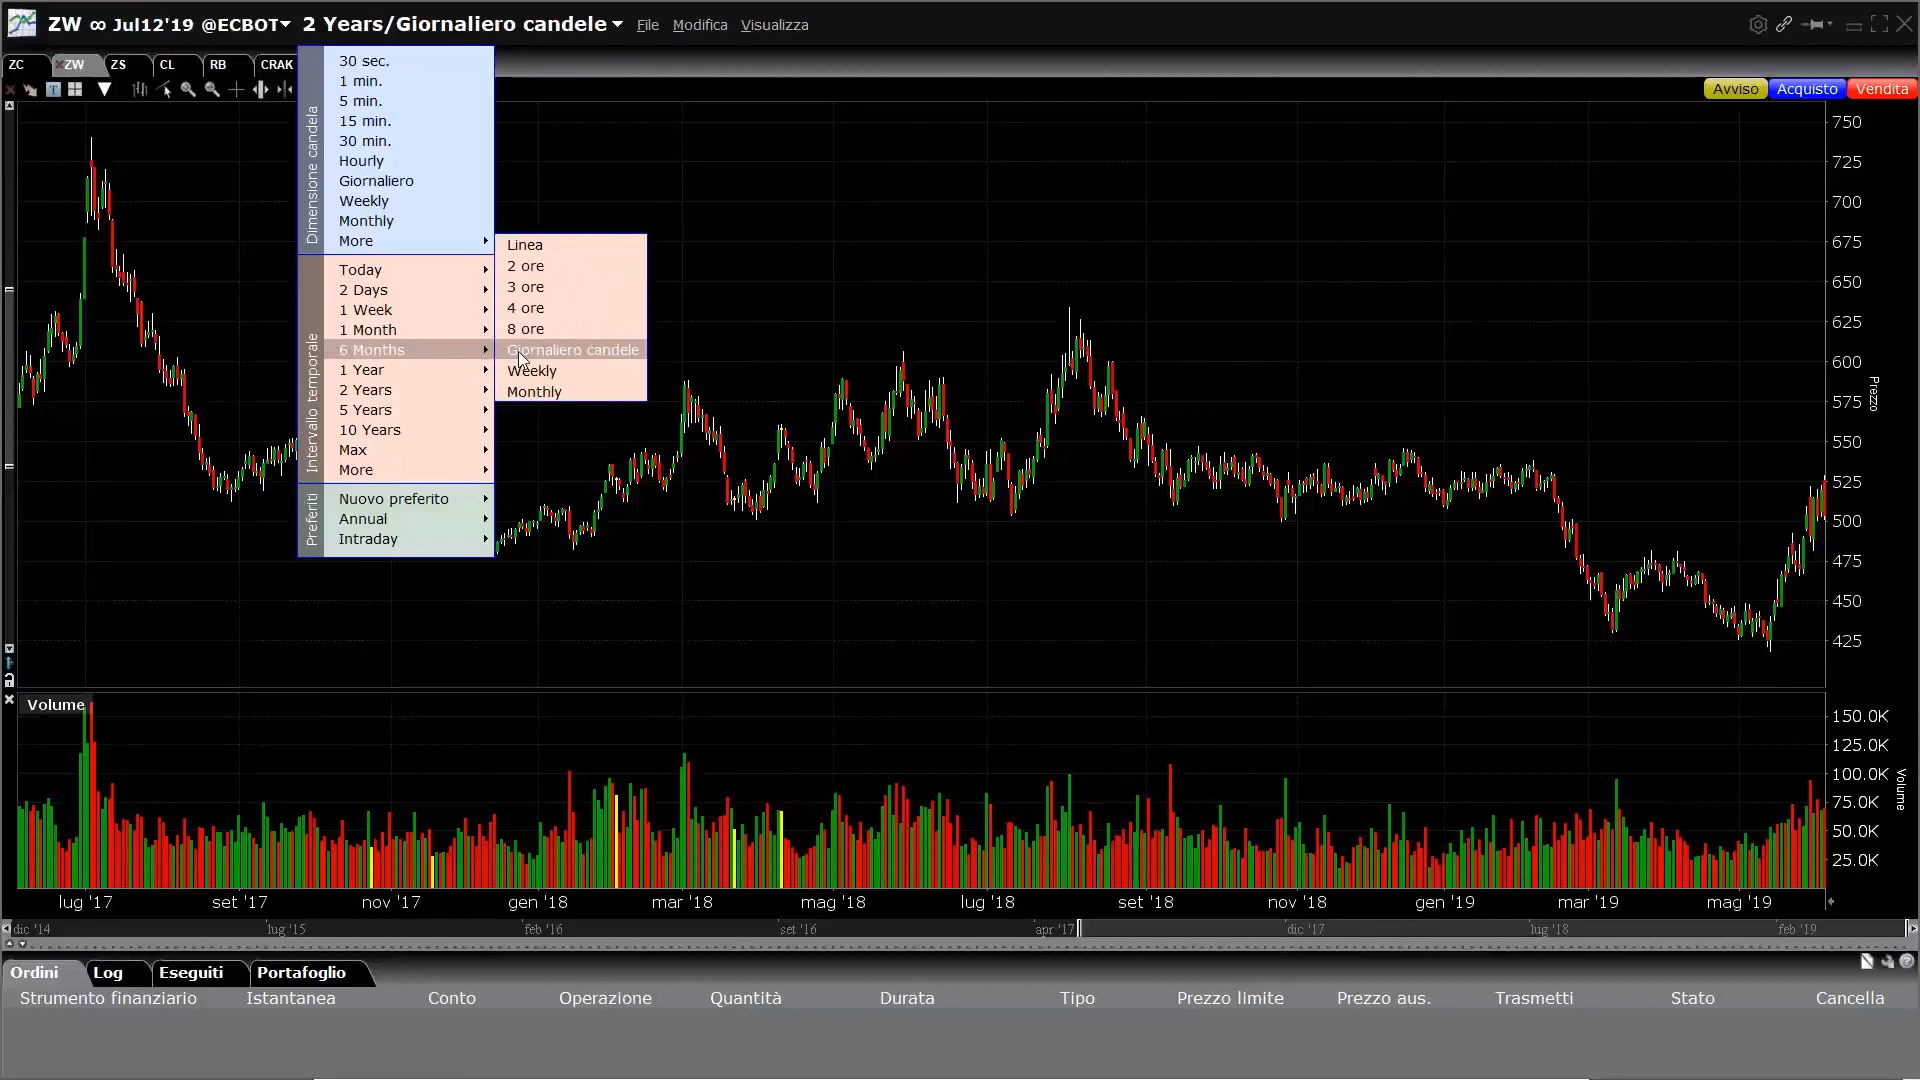 ZW ∞ Jul12'19 @ECBOT 2 Years/Giornaliero candele File Modifica Visualizza
ZC ZW ZS CL RB CRAK
Avviso Acquisto Vendita
Dimensione candela
30 sec.
1 min.
5 min.
15 min.
30 min.
Hourly
Giornaliero
Weekly
Monthly
More
Intervallo temporale
Today
2 Days
1 Week
1 Month
6 Months
1 Year
2 Years
5 Years
10 Years
Max
More
Preferiti
Nuovo preferito
Annual
Intraday
Linea
2 ore
3 ore
4 ore
8 ore
Giornaliero candele
Weekly
Monthly
750
725
700
675
650
625
600
575
550
525
500
475
450
425
Prezzo
Volume
150.0K
125.0K
100.0K
75.0K
50.0K
25.0K
Volume
lug '17 set '17 nov '17 gen '18 mar '18 mag '18 lug '18 set '18 nov '18 gen '19 mar '19 mag '19
dic '14 lug '15 feb '16 set '16 apr '17 dic '17 lug '18 feb '19
Ordini Log Eseguiti Portafoglio
Strumento finanziario Istantanea Conto Operazione Quantità Durata Tipo Prezzo limite Prezzo aus. Trasmetti Stato Cancella